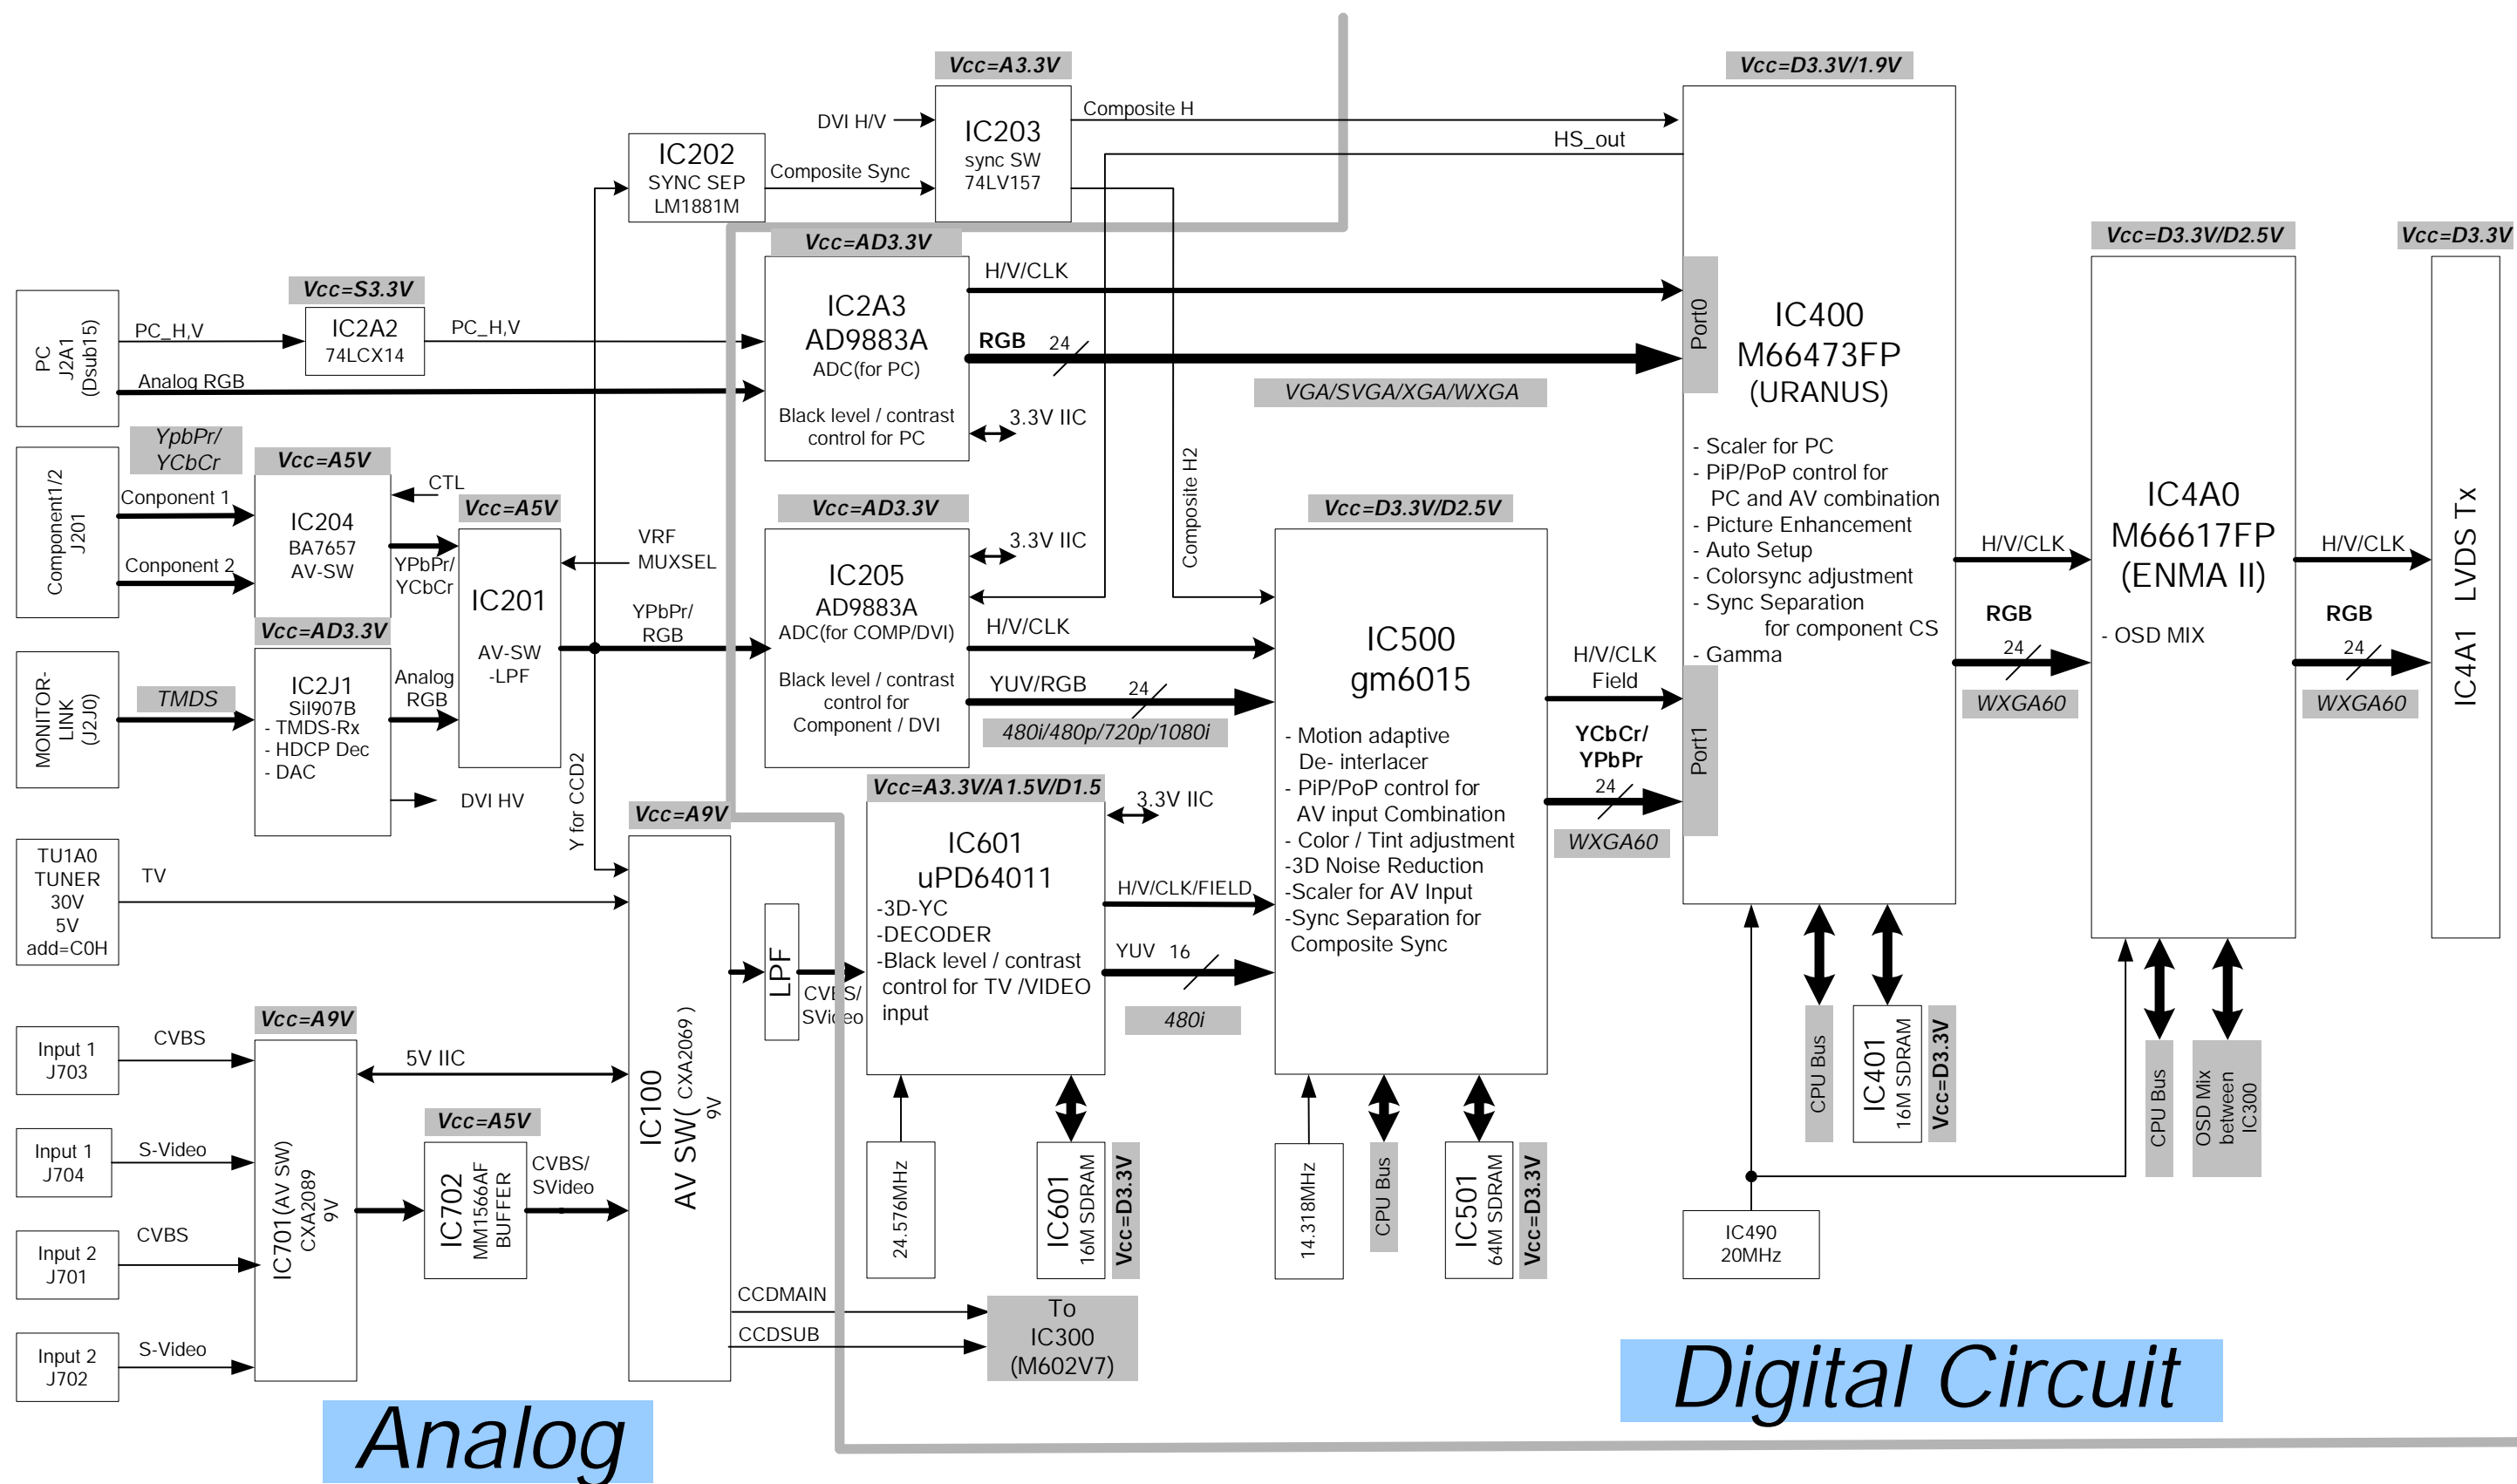 Vcc=A3.3V
Vcc=D3.3V/1.9V
DVI H/V
IC203
sync SW
74LV157
Composite H
HS_out
IC202
SYNC SEP
LM1881M
Composite Sync
Vcc=AD3.3V
Vcc=D3.3V/D2.5V
Vcc=D3.3V
PC
J2A1
(Dsub15)
PC_H,V
Vcc=S3.3V
IC2A2
74LCX14
PC_H,V
Analog RGB
IC2A3
AD9883A
ADC(for PC)
Black level / contrast
control for PC
H/V/CLK
RGB
24
VGA/SVGA/XGA/WXGA
3.3V IIC
Port0
IC400
M66473FP
(URANUS)
- Scaler for PC
- PiP/PoP control for
PC and AV combination
- Picture Enhancement
- Auto Setup
- Colorsync adjustment
- Sync Separation
for component CS
- Gamma
Port1
Component1/2
J201
YpbPr/
YCbCr
Conponent 1
Component 2
Vcc=A5V
IC204
BA7657
AV-SW
CTL
YPbPr/
YCbCr
Vcc=A5V
IC201
AV-SW
-LPF
VRF
MUXSEL
YPbPr/
RGB
Vcc=AD3.3V
IC205
AD9883A
ADC(for COMP/DVI)
Black level / contrast
control for
Component / DVI
3.3V IIC
H/V/CLK
YUV/RGB
24
480i/480p/720p/1080i
Composite H2
Vcc=D3.3V/D2.5V
IC500
gm6015
- Motion adaptive
De- interlacer
- PiP/PoP control for
AV input Combination
- Color / Tint adjustment
-3D Noise Reduction
-Scaler for AV Input
-Sync Separation for
Composite Sync
H/V/CLK
Field
YCbCr/
YPbPr
24
WXGA60
H/V/CLK
RGB
24
WXGA60
IC4A0
M66617FP
(ENMA II)
- OSD MIX
H/V/CLK
RGB
24
WXGA60
IC4A1 LVDS Tx
MONITOR-
LINK
(J2J0)
TMDS
Vcc=AD3.3V
IC2J1
SiI907B
- TMDS-Rx
- HDCP Dec
- DAC
Analog
RGB
DVI HV
Y for CCD2
Vcc=A9V
IC100
AV SW( CXA2069 )
9V
TU1A0
TUNER
30V
5V
add=C0H
TV
LPF
CVBS/
SVideo
Vcc=A3.3V/A1.5V/D1.5
IC601
uPD64011
-3D-YC
-DECODER
-Black level / contrast
control for TV /VIDEO
input
3.3V IIC
H/V/CLK/FIELD
YUV 16
480i
Input 1
J703
CVBS
Input 1
J704
S-Video
Input 2
J701
CVBS
Input 2
J702
S-Video
Vcc=A9V
IC701(AV SW)
CXA2089
9V
5V IIC
Vcc=A5V
IC702
MM1566AF
BUFFER
CVBS/
SVideo
24.576MHz
IC601
16M SDRAM
Vcc=D3.3V
14.318MHz
CPU Bus
IC501
64M SDRAM
Vcc=D3.3V
CPU Bus
IC401
16M SDRAM
Vcc=D3.3V
CPU Bus
OSD Mix
between
IC300
IC490
20MHz
CCDMAIN
CCDSUB
To
IC300
(M602V7)
Digital Circuit
Analog